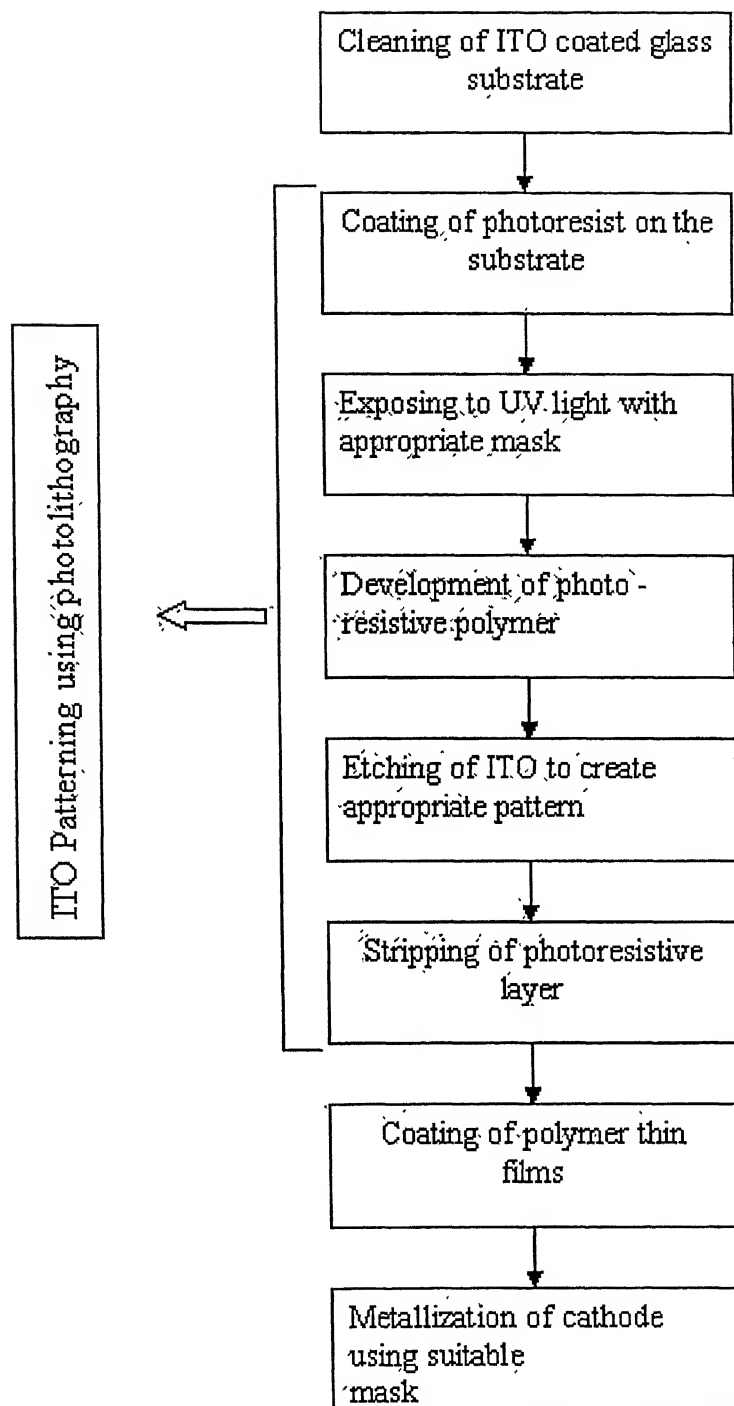 Cleaning of ITO coated glass
substrate
Coating of photoresist on the
substrate
Exposing to UV light with
appropriate mask
Development of photo -
resistive polymer
Etching of ITO to create
appropriate pattern
Stripping of photoresistive
layer
Coating of polymer thin
films
Metallization of cathode
using suitable
mask
ITO Patterning using photolithography